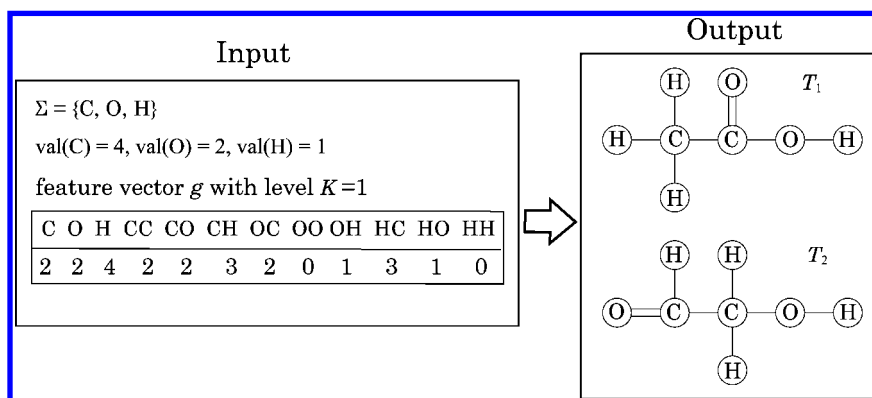 Input
Σ = {C, O, H}
val(C) = 4, val(O) = 2, val(H) = 1
feature vector g with level K=1
C O H CC CO CH OC OO OH HC HO HH
2 2 4 2 2 3 2 0 1 3 1 0
Output
H O T1
H C C O H
H
H H T2
O C C O H
H